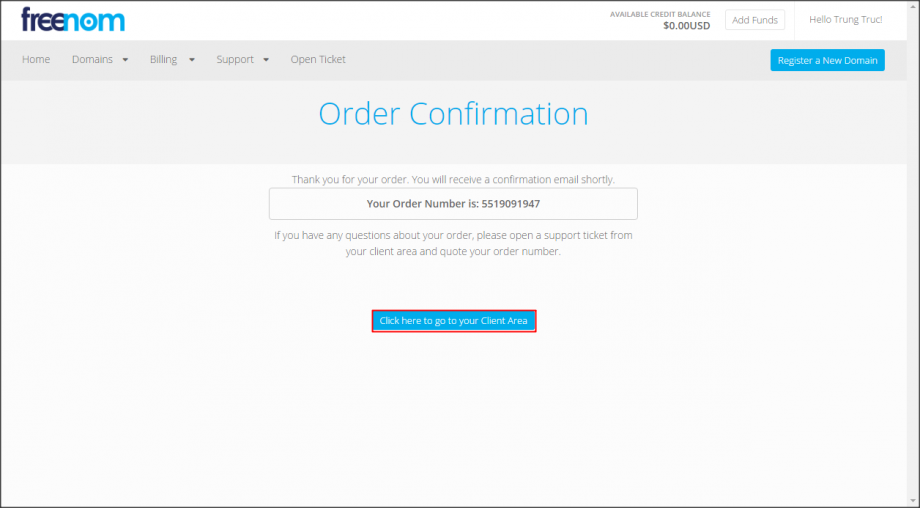 freenom
AVAILABLE CREDIT BALANCE
$0.00USD
Add Funds
Hello Trung Truc!
Home
Domains
Billing
Support
Open Ticket
Register a New Domain
Order Confirmation
Thank you for your order. You will receive a confirmation email shortly.
Your Order Number is: 5519091947
If you have any questions about your order, please open a support ticket from
your client area and quote your order number.
Click here to go to your Client Area